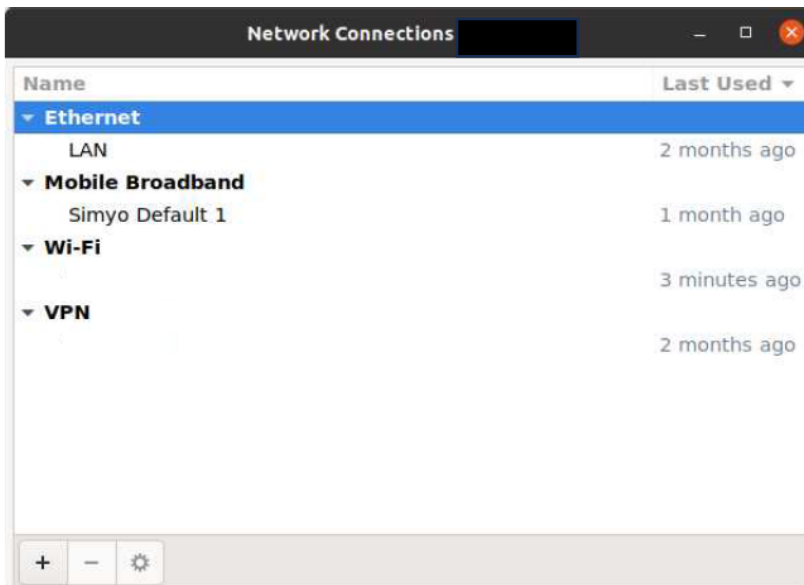 Network Connections
Name Last Used
Ethernet
LAN 2 months ago
Mobile Broadband
Simyo Default 1 1 month ago
Wi-Fi
3 minutes ago
VPN
2 months ago